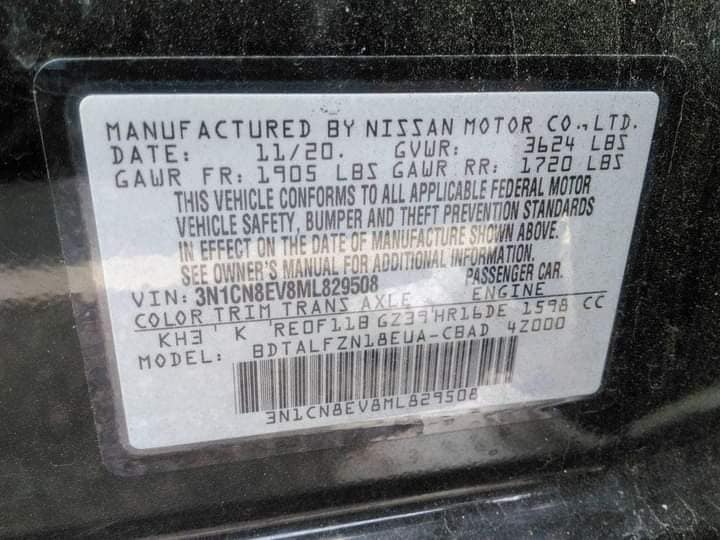 MANUFACTURED BY NISSAN MOTOR CO., LTD.
DATE: 11/20. GVWR: 3624 LBS
GAWR FR: 1905 LBS GAWR RR: 1720 LBS
THIS VEHICLE CONFORMS TO ALL APPLICABLE FEDERAL MOTOR
VEHICLE SAFETY, BUMPER AND THEFT PREVENTION STANDARDS
IN EFFECT ON THE DATE OF MANUFACTURE SHOWN ABOVE.
SEE OWNER'S MANUAL FOR ADDITIONAL INFORMATION.
VIN: 3N1CN8EV8ML829508 PASSENGER CAR.
COLOR TRIM TRANS AXLE ENGINE
KH3 K RE0F11B GZ39 HR16DE 1598 CC
MODEL: BDTALFZN18EUA-CBAD 4Z000
3N1CN8EV8ML829508